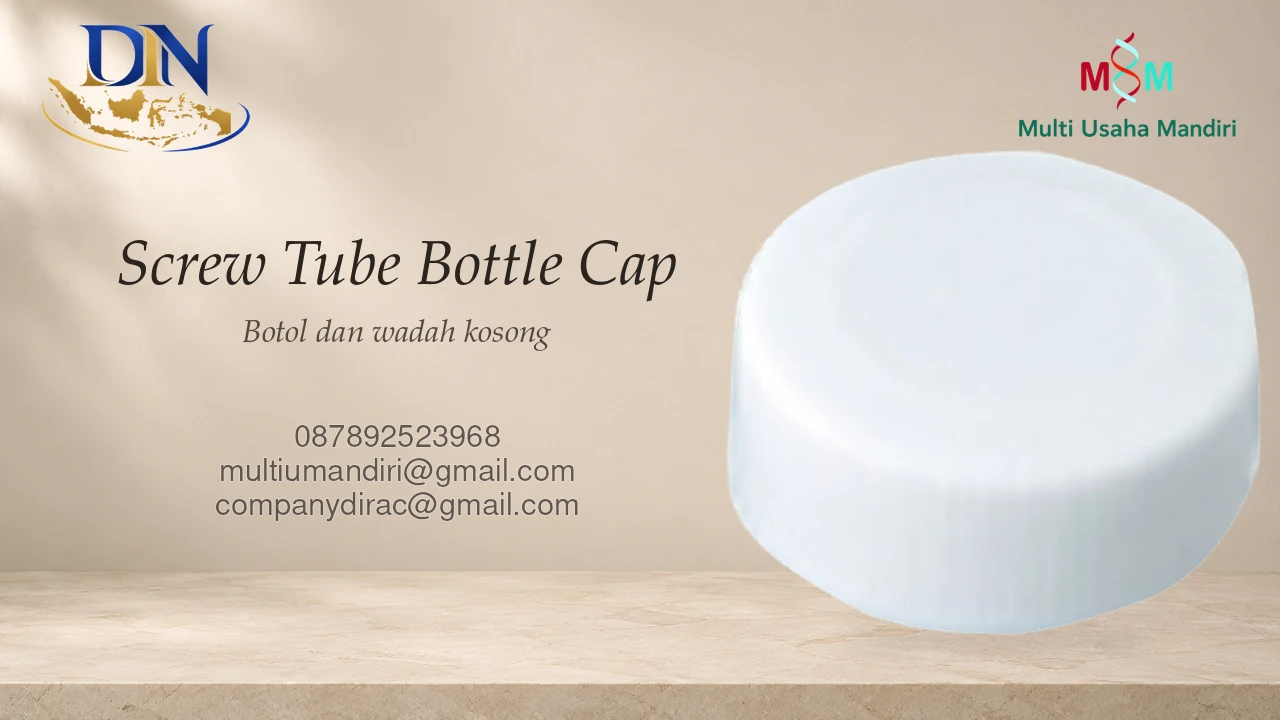 DN
M M
Multi Usaha Mandiri
Screw Tube Bottle Cap
Botol dan wadah kosong
087892523968
multiumandiri@gmail.com
companydirac@gmail.com